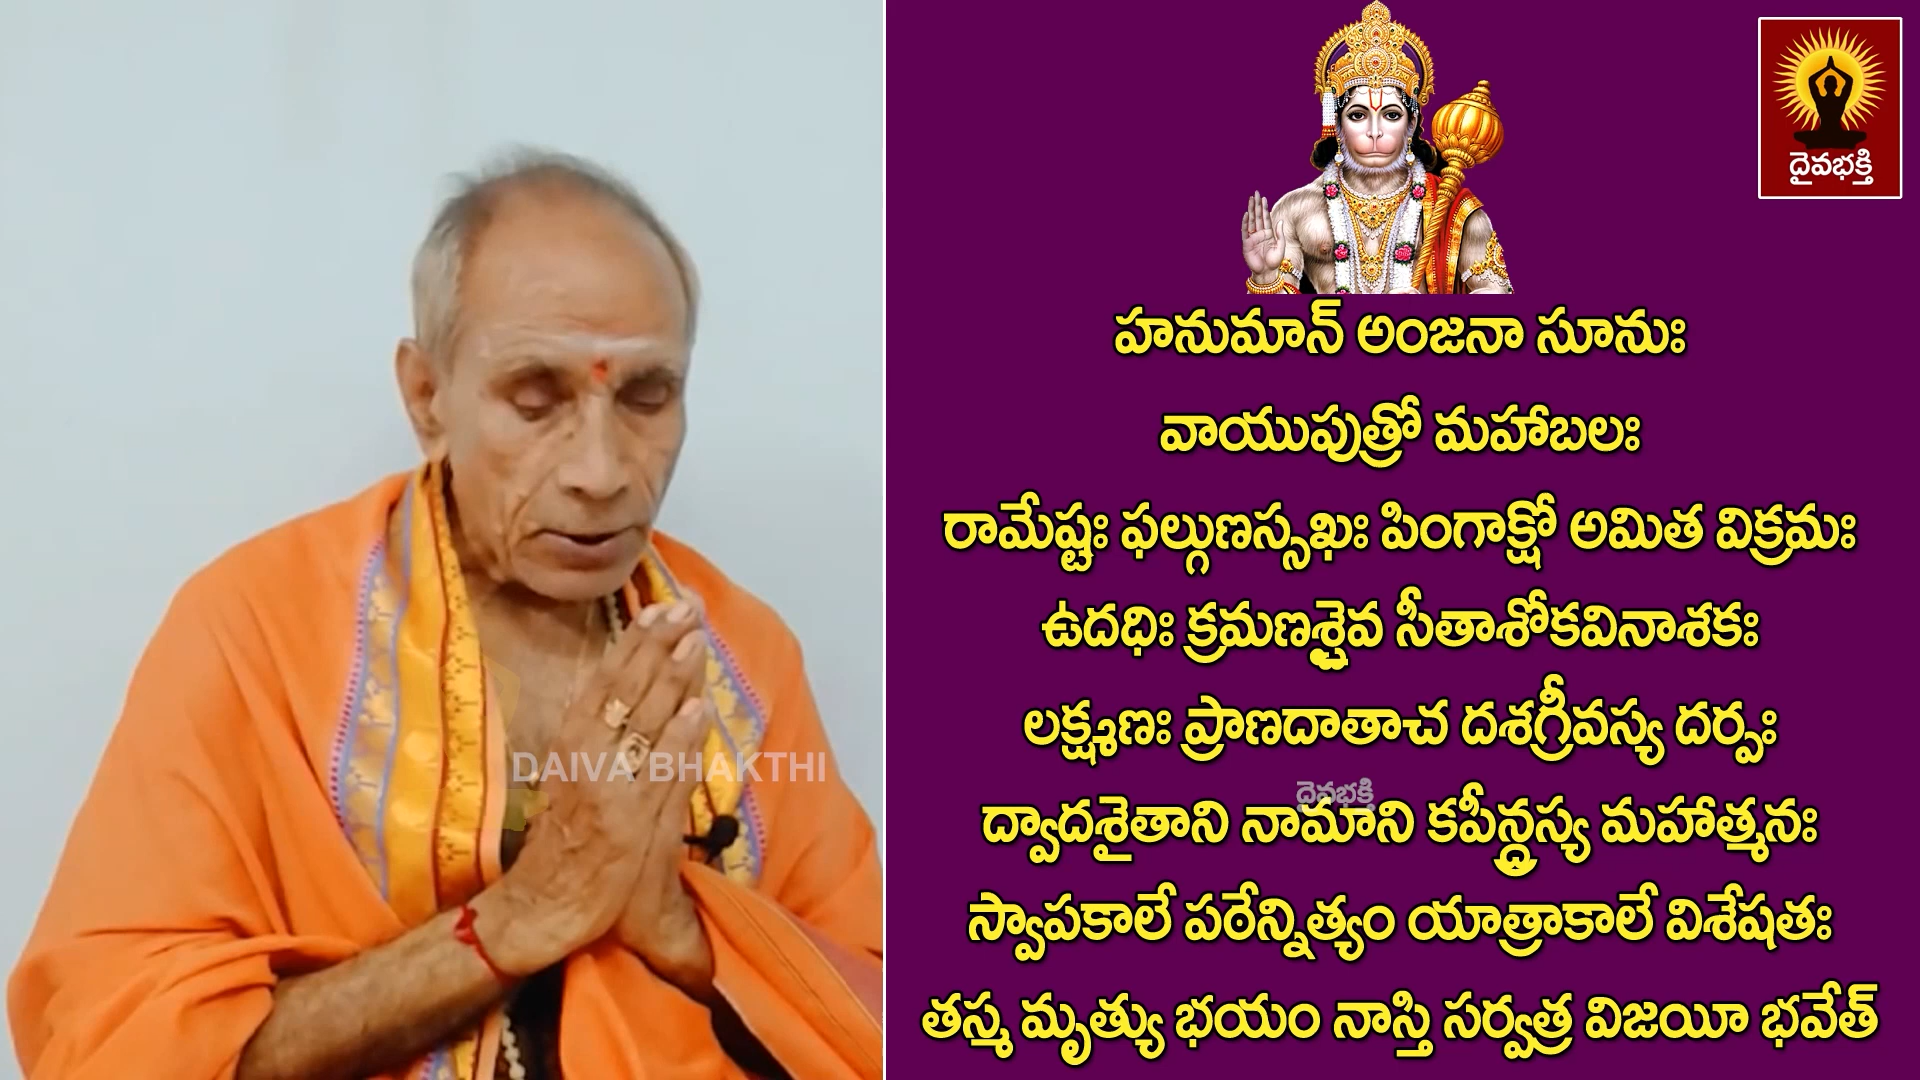 దైవభక్తి
హనుమాన్ అంజనా సూనుః
వాయుపుత్రో మహాబలః
రామేష్టః ఫల్గుణస్సఖః పింగాక్షో అమిత విక్రమః
ఉదధిః క్రమణశ్చైవ సీతాశోకవినాశకః
లక్ష్మణః ప్రాణదాతాచ దశగ్రీవస్య దర్పః
DAIVA BHAKTHI
దైవభక్తి
ద్వాదశైతాని నామాని కపీన్ద్రస్య మహాత్మనః
స్వాపకాలే పఠేన్నిత్యం యాత్రాకాలే విశేషతః
తస్మ మృత్యు భయం నాస్తి సర్వత్ర విజయీ భవేత్